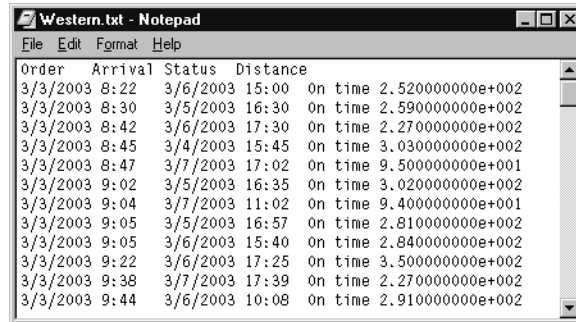 Western.txt - Notepad
File Edit Format Help
Order Arrival Status Distance
3/3/2003 8:22 3/6/2003 15:00 On time 2.520000000e+002
3/3/2003 8:30 3/5/2003 16:30 On time 2.590000000e+002
3/3/2003 8:42 3/6/2003 17:30 On time 2.270000000e+002
3/3/2003 8:45 3/4/2003 15:45 On time 3.030000000e+002
3/3/2003 8:47 3/7/2003 17:02 On time 9.500000000e+001
3/3/2003 9:02 3/5/2003 16:35 On time 3.020000000e+002
3/3/2003 9:04 3/7/2003 11:02 On time 9.400000000e+001
3/3/2003 9:05 3/5/2003 16:57 On time 2.810000000e+002
3/3/2003 9:05 3/6/2003 15:40 On time 2.840000000e+002
3/3/2003 9:22 3/6/2003 17:25 On time 3.500000000e+002
3/3/2003 9:38 3/7/2003 17:39 On time 2.270000000e+002
3/3/2003 9:44 3/6/2003 10:08 On time 2.910000000e+002